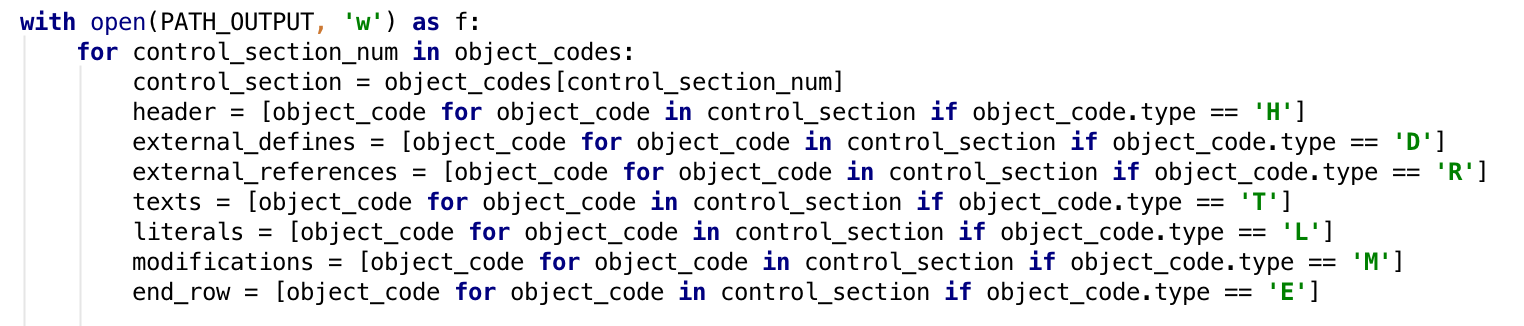 with open(PATH_OUTPUT, 'w') as f:
    for control_section_num in object_codes:
        control_section = object_codes[control_section_num]
        header = [object_code for object_code in control_section if object_code.type == 'H']
        external_defines = [object_code for object_code in control_section if object_code.type == 'D']
        external_references = [object_code for object_code in control_section if object_code.type == 'R']
        texts = [object_code for object_code in control_section if object_code.type == 'T']
        literals = [object_code for object_code in control_section if object_code.type == 'L']
        modifications = [object_code for object_code in control_section if object_code.type == 'M']
        end_row = [object_code for object_code in control_section if object_code.type == 'E']